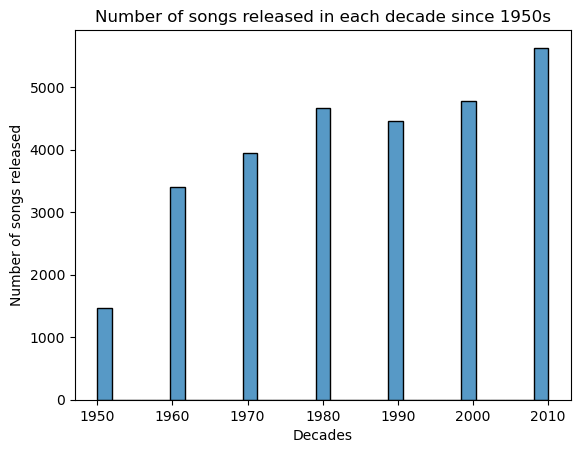 Number of songs released in each decade since 1950s
Number of songs released
5000
4000
3000
2000
1000
0
1950 1960 1970 1980 1990 2000 2010
Decades